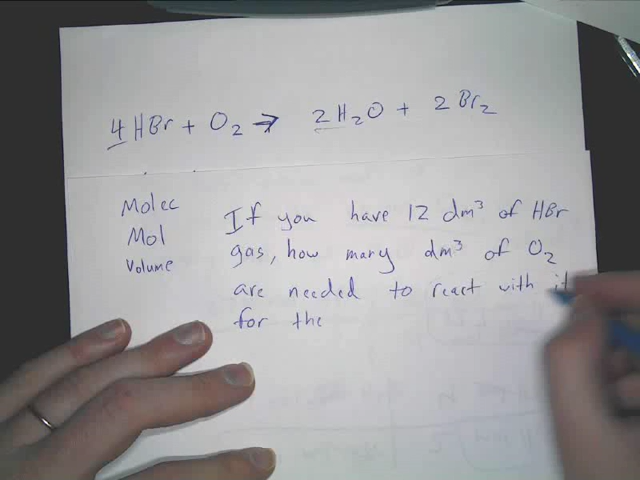 4HBr + O₂ → 2H₂O + 2Br₂
Molec
Mol
Volume
If you have 12 dm³ of HBr
gas, how many dm³ of O₂
are needed to react with it
for the